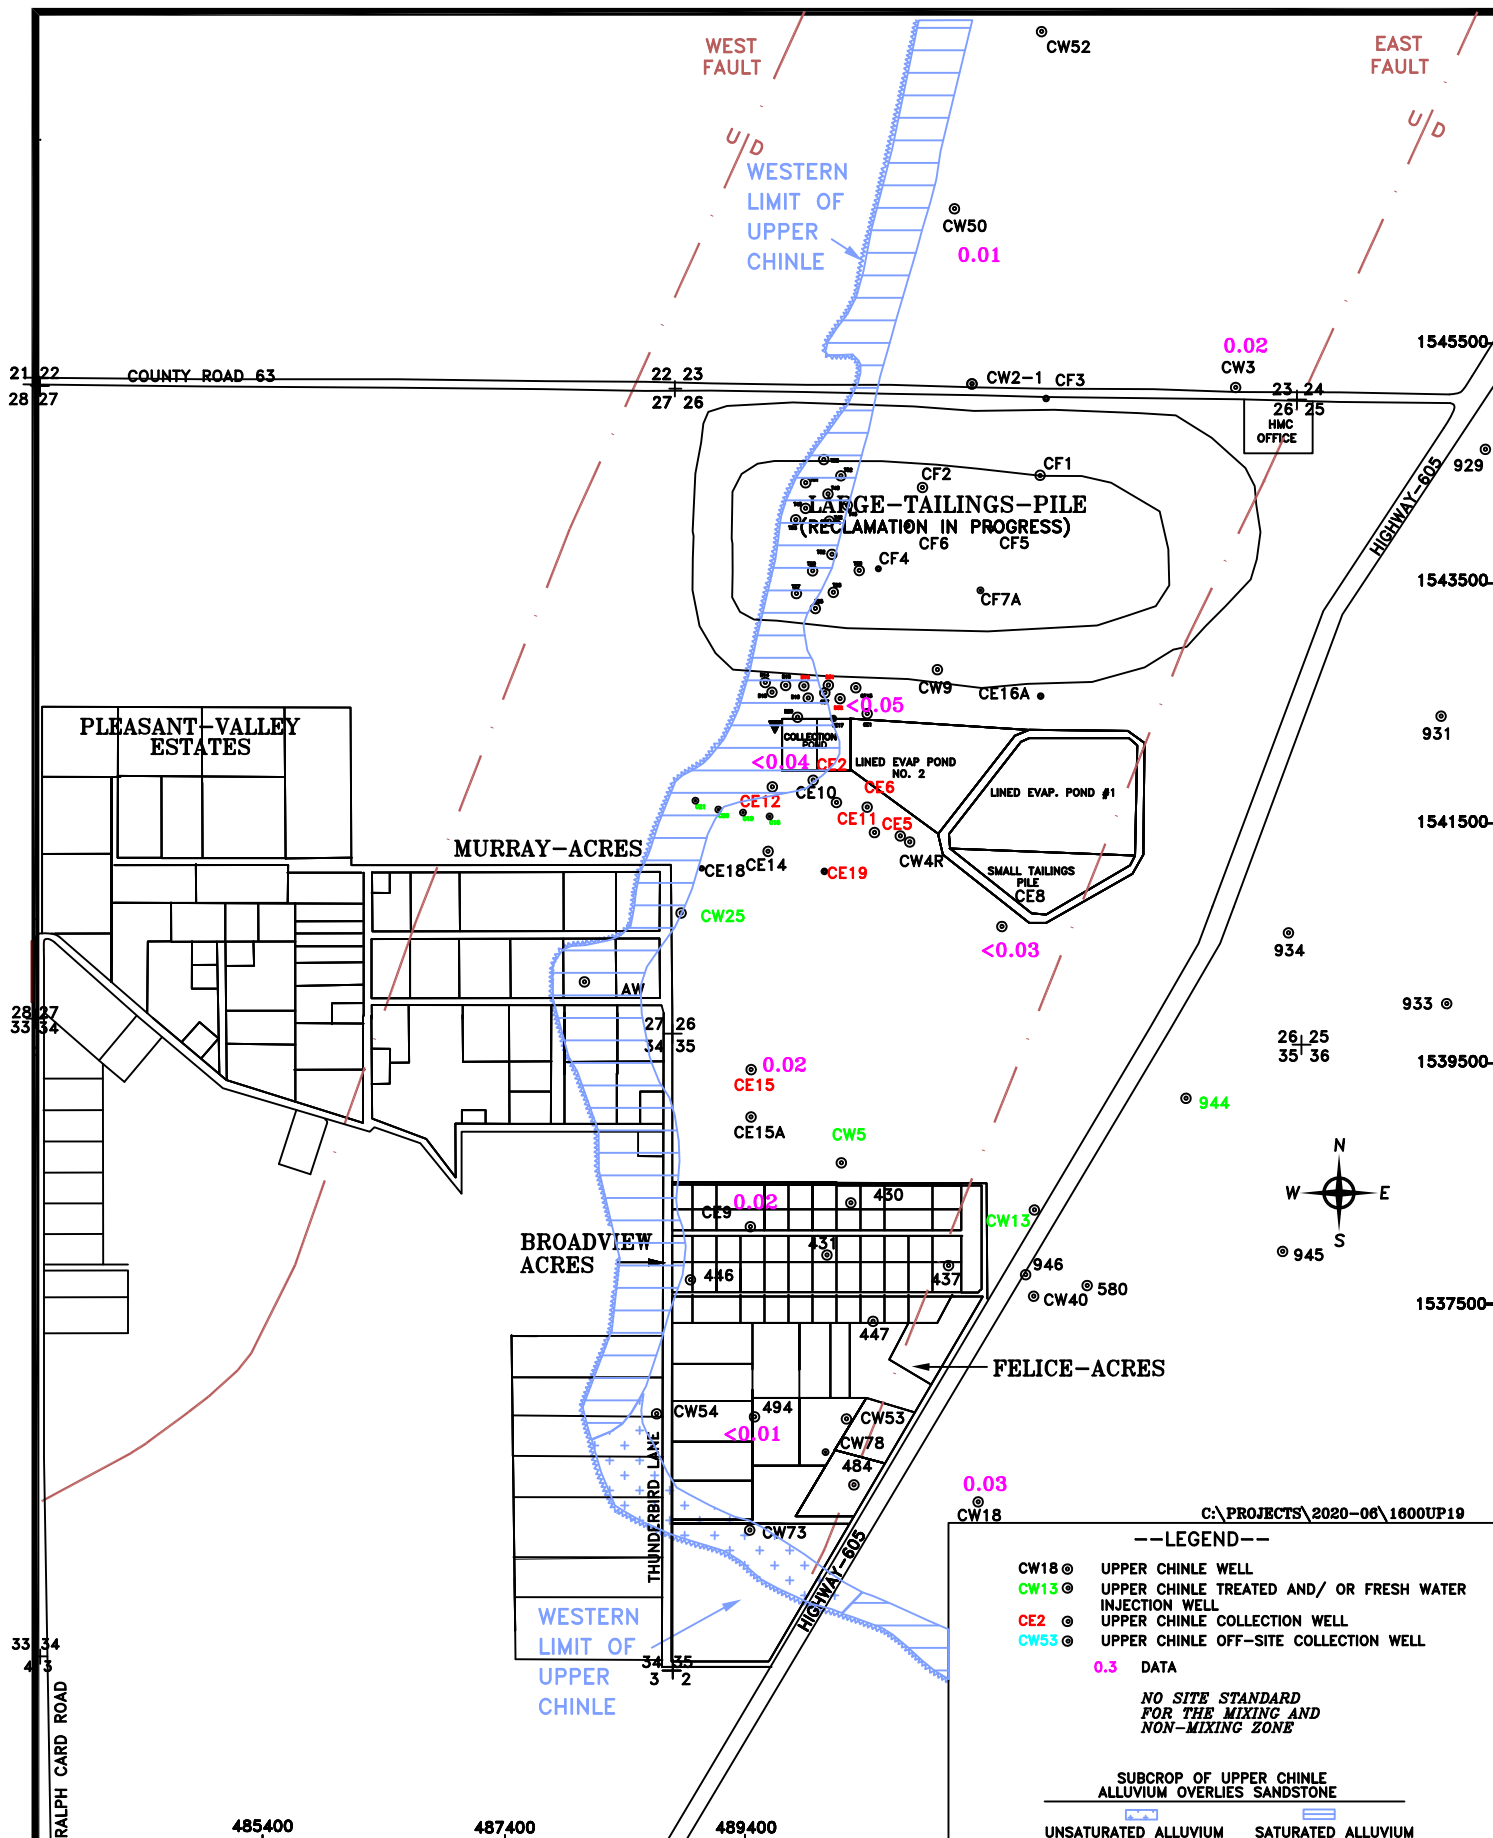 WEST
FAULT
EAST
FAULT
CW52
U/D
U/D
WESTERN
LIMIT OF
UPPER
CHINLE
CW50
0.01
1545500
0.02
CW3
21 22
28 27
COUNTY ROAD 63
22 23
27 26
CW2-1
CF3
23 24
26 25
HMC
OFFICE
929
HIGHWAY-605
CF2
CF1
LARGE-TAILINGS-PILE
(RECLAMATION IN PROGRESS)
CF6
CF5
CF4
CF7A
1543500
CW9
CE16A
<0.05
931
PLEASANT-VALLEY
ESTATES
COLLECTION
POND
<0.04
CE2
LINED EVAP POND
NO. 2
CE10
CE6
LINED EVAP. POND #1
CE12
CE11
CE5
1541500
MURRAY-ACRES
CE14
CW4R
CE18
CE19
SMALL TAILINGS
PILE
CE8
CW25
<0.03
934
AW
933
28 27
33 34
27 26
34 35
26 25
35 36
1539500
0.02
CE15
944
CE15A
CW5
N
W E
S
0.02
CE9
430
CW13
BROADVIEW
ACRES
431
945
446
437
946
580
CW40
1537500
447
FELICE-ACRES
CW54
494
CW53
<0.01
CW78
484
THUNDERBIRD LANE
0.03
CW18
CW73
HIGHWAY-605
C:\PROJECTS\2020-06\1600UP19
--LEGEND--
CW18 UPPER CHINLE WELL
CW13 UPPER CHINLE TREATED AND/ OR FRESH WATER
INJECTION WELL
CE2 UPPER CHINLE COLLECTION WELL
CW53 UPPER CHINLE OFF-SITE COLLECTION WELL
0.3 DATA
NO SITE STANDARD
FOR THE MIXING AND
NON-MIXING ZONE
SUBCROP OF UPPER CHINLE
ALLUVIUM OVERLIES SANDSTONE
UNSATURATED ALLUVIUM SATURATED ALLUVIUM
WESTERN
LIMIT OF
UPPER
CHINLE
33 34
4 3
34 35
3 2
RALPH CARD ROAD
485400
487400
489400